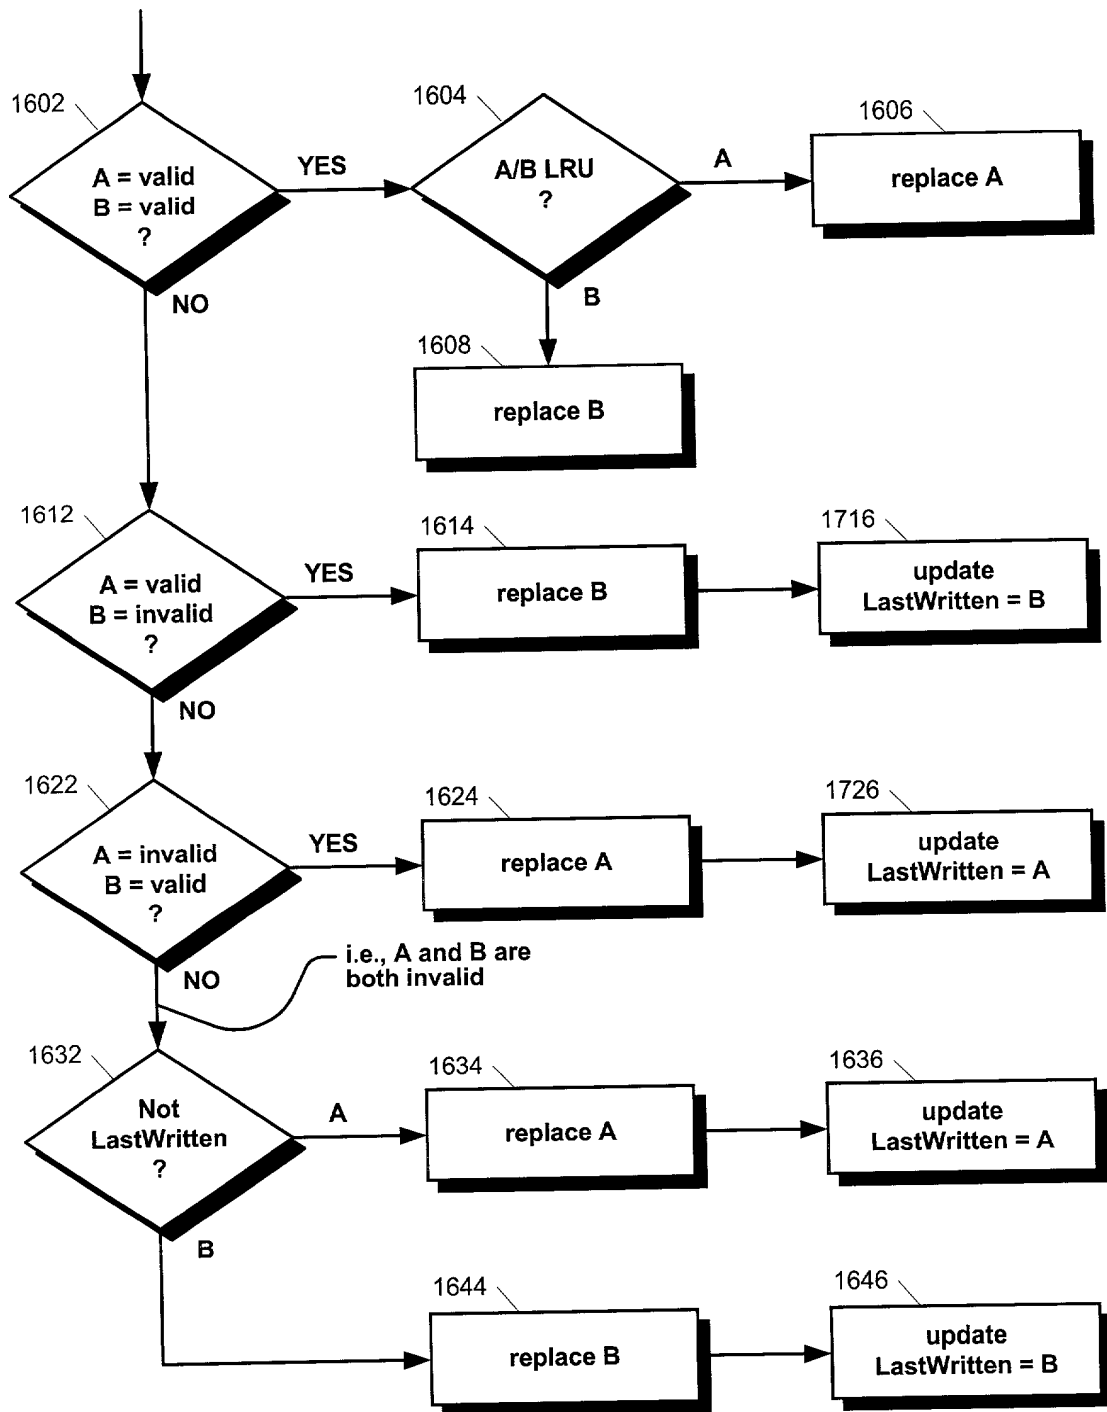 1602
A = valid
B = valid
?
YES
NO
1604
A/B LRU
?
A
B
1606
replace A
1608
replace B
1612
A = valid
B = invalid
?
YES
NO
1614
replace B
1716
update
LastWritten = B
1622
A = invalid
B = valid
?
YES
NO
1624
replace A
1726
update
LastWritten = A
i.e., A and B are
both invalid
1632
Not
LastWritten
?
A
B
1634
replace A
1636
update
LastWritten = A
1644
replace B
1646
update
LastWritten = B